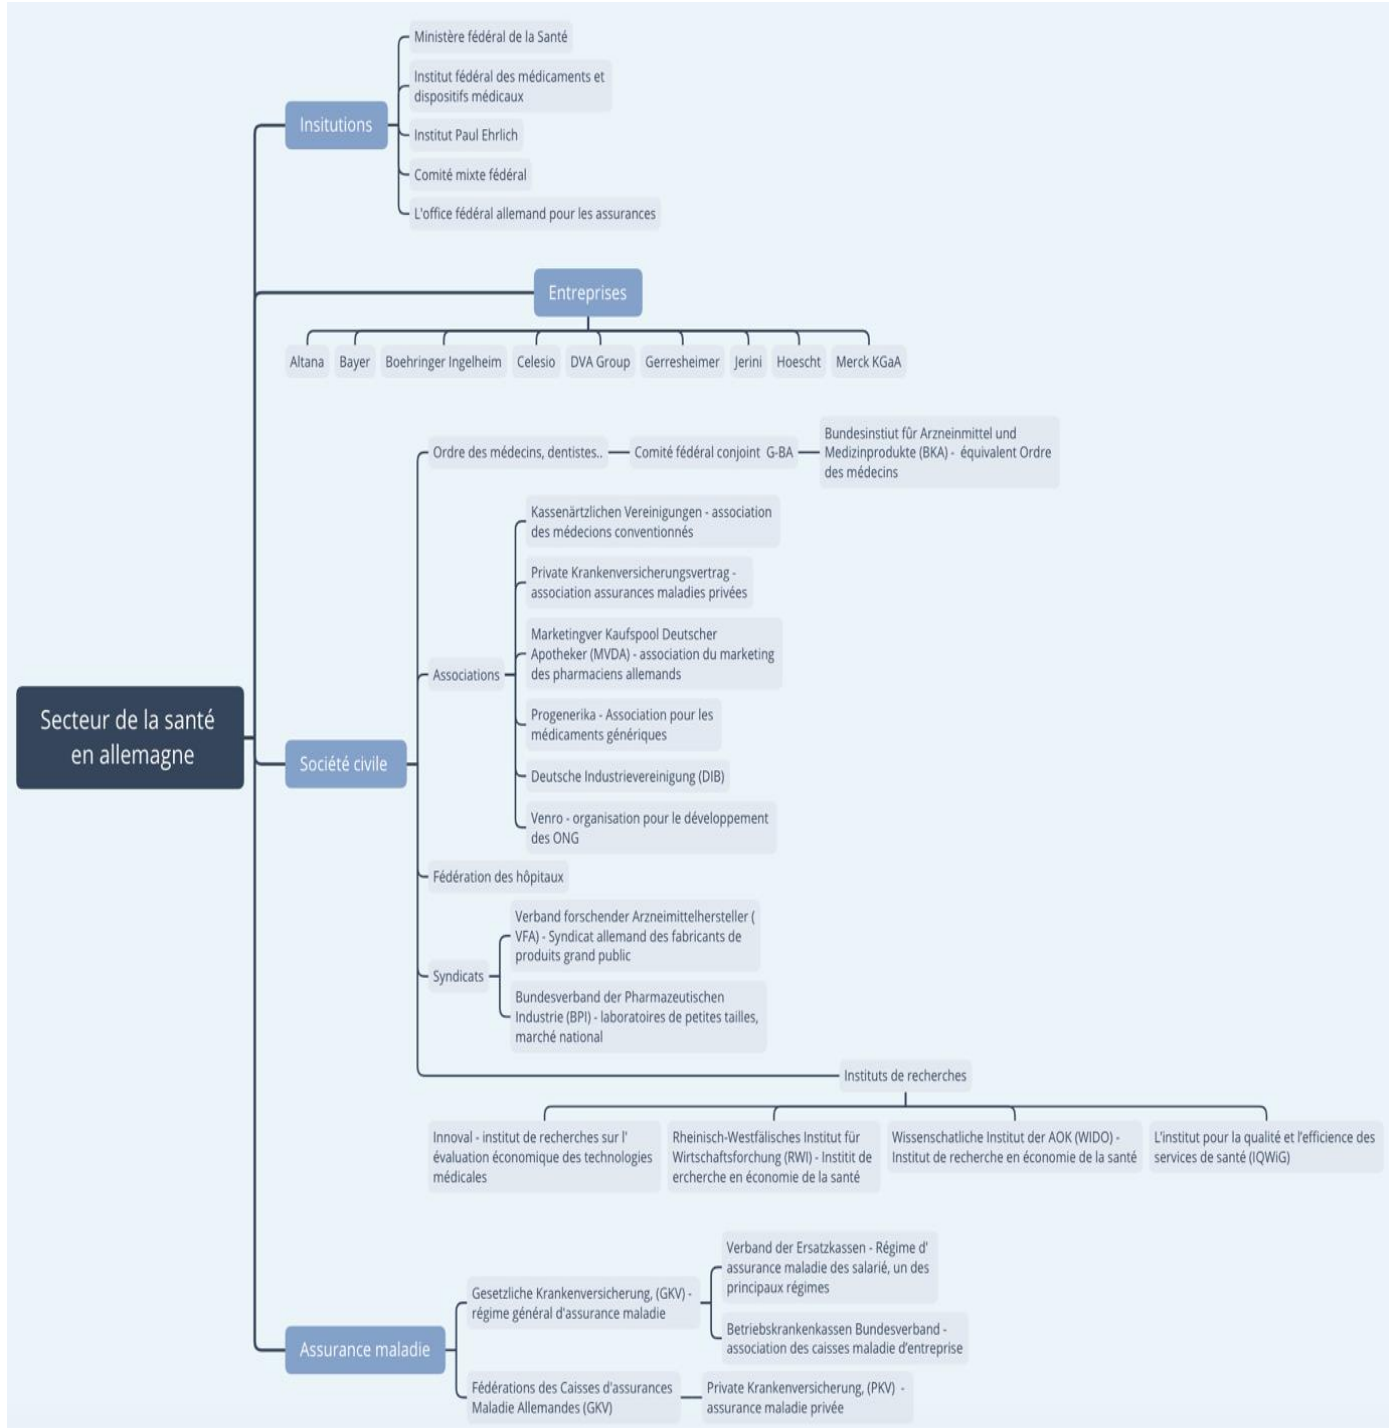 Ministère fédéral de la Santé
Institut fédéral des médicaments et
dispositifs médicaux
Insitutions
Institut Paul Ehrlich
Comité mixte fédéral
L'office fédéral allemand pour les assurances
Entreprises
Altana
Bayer
Boehringer Ingelheim
Celesio
DVA Group
Gerresheimer
Jerini
Hoescht
Merck KGaA
Ordre des médecins, dentistes..
Comité fédéral conjoint G-BA
Bundesinstiut fûr Arzneinmittel und
Medizinprodukte (BKA) - équivalent Ordre
des médecins
Kassenärtzlichen Vereinigungen - association
des médecions conventionnés
Private Krankenversicherungsvertrag -
association assurances maladies privées
Marketingver Kaufspool Deutscher
Apotheker (MVDA) - association du marketing
des pharmaciens allemands
Associations
Progenerika - Association pour les
médicaments génériques
Deutsche Industrievereinigung (DIB)
Venro - organisation pour le développement
des ONG
Secteur de la santé
en allemagne
Société civile
Fédération des hôpitaux
Verband forschender Arzeimittelhersteller (
VFA) - Syndicat allemand des fabricants de
produits grand public
Syndicats
Bundesverband der Pharmazeutischen
Industrie (BPI) - laboratoires de petites tailles,
marché national
Instituts de recherches
Innoval - institut de recherches sur l'
évaluation économique des technologies
médicales
Rheinisch-Westfälisches Institut für
Wirtschaftsforchung (RWI) - Institit de
ercherche en économie de la santé
Wissenschatliche Institut der AOK (WIDO) -
Institut de recherche en économie de la santé
L'institut pour la qualité et l'efficience des
services de santé (IQWiG)
Verband der Ersatzkassen - Régime d'
assurance maladie des salarié, un des
principaux régimes
Gesetzliche Krankenversicherung, (GKV) -
régime général d'assurance maladie
Betriebskrankenkassen Bundesverband -
association des caisses maladie d'entreprise
Assurance maladie
Fédérations des Caisses d'assurances
Maladie Allemandes (GKV)
Private Krankenversicherung, (PKV) -
assurance maladie privée